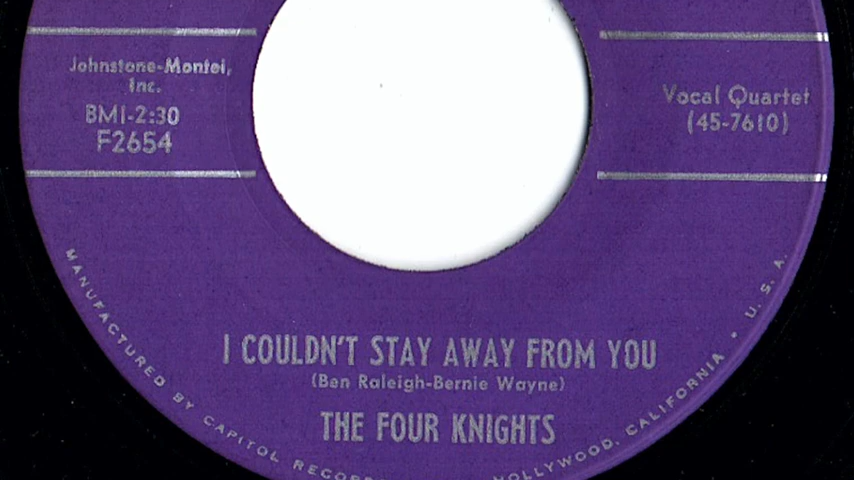 Johnstone-Montei,
Inc.
BMI-2:30
F2654
Vocal Quartet
(45-7610)
I COULDN'T STAY AWAY FROM YOU
(Ben Raleigh-Bernie Wayne)
THE FOUR KNIGHTS
MANUFACTURED BY CAPITOL HOLLYWOOD, CALIFORNIA • U.S.A.